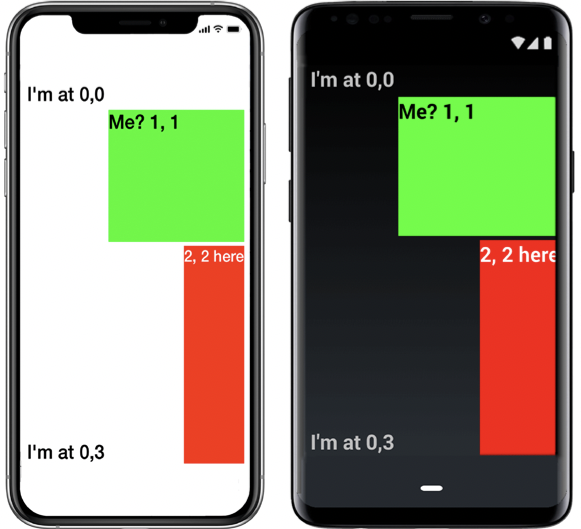 I'm at 0,0
Me? 1, 1
2, 2 here
I'm at 0,3
I'm at 0,0
Me? 1, 1
2, 2 here
I'm at 0,3